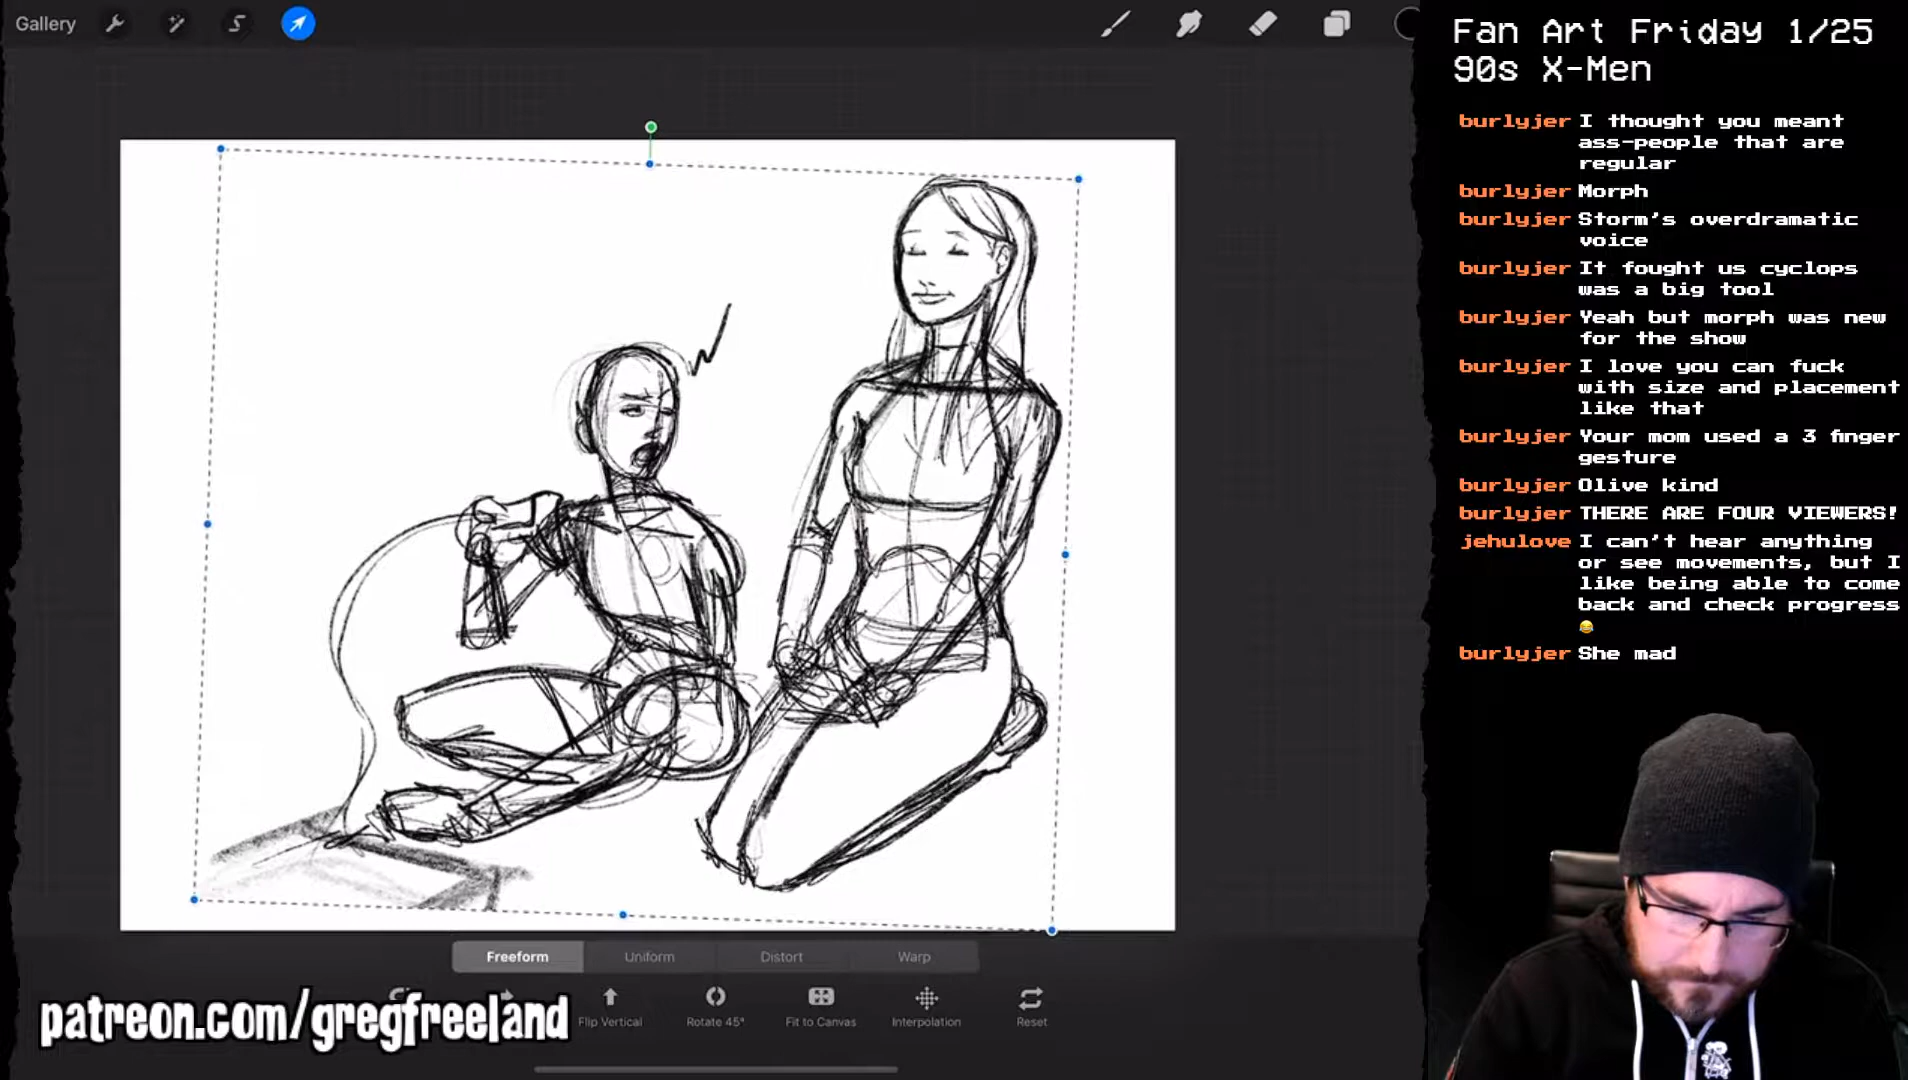 Gallery
Fan Art Friday 1/25
90s X-Men
burlyjer I thought you meant
ass-people that are
regular
burlyjer Morph
burlyjer Storm's overdramatic
voice
burlyjer It fought us cyclops
was a big tool
burlyjer Yeah but morph was new
for the show
burlyjer I love you can fuck
with size and placement
like that
burlyjer Your mom used a 3 finger
gesture
burlyjer Olive kind
burlyjer THERE ARE FOUR VIEWERS!
jehulove I can't hear anything
or see movements, but I
like being able to come
back and check progress
😂
burlyjer She mad
Freeform Uniform Distort Warp
patreon.com/gregfreeland
Flip Vertical Rotate 45° Fit to Canvas Interpolation Reset